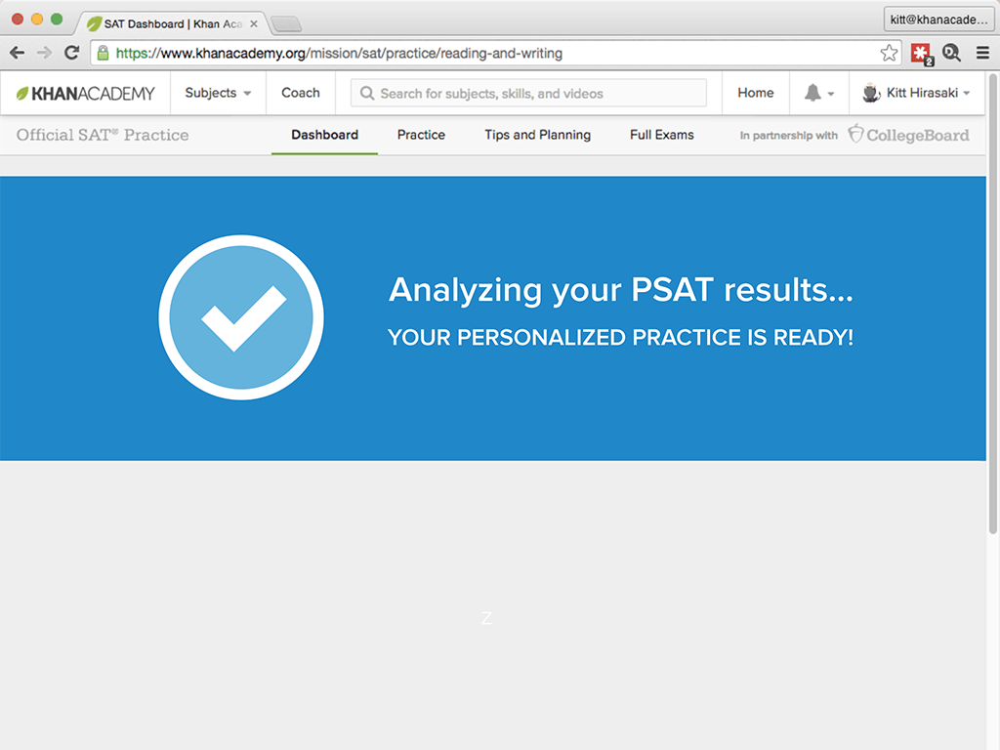 SAT Dashboard | Khan Aca
kitt@khanacade...
https://www.khanacademy.org/mission/sat/practice/reading-and-writing
2
KHANACADEMY
Subjects
Coach
Search for subjects, skills, and videos
Home
Kitt Hirasaki
Official SAT® Practice
Dashboard
Practice
Tips and Planning
Full Exams
In partnership with
CollegeBoard
Analyzing your PSAT results...
YOUR PERSONALIZED PRACTICE IS READY!
Z